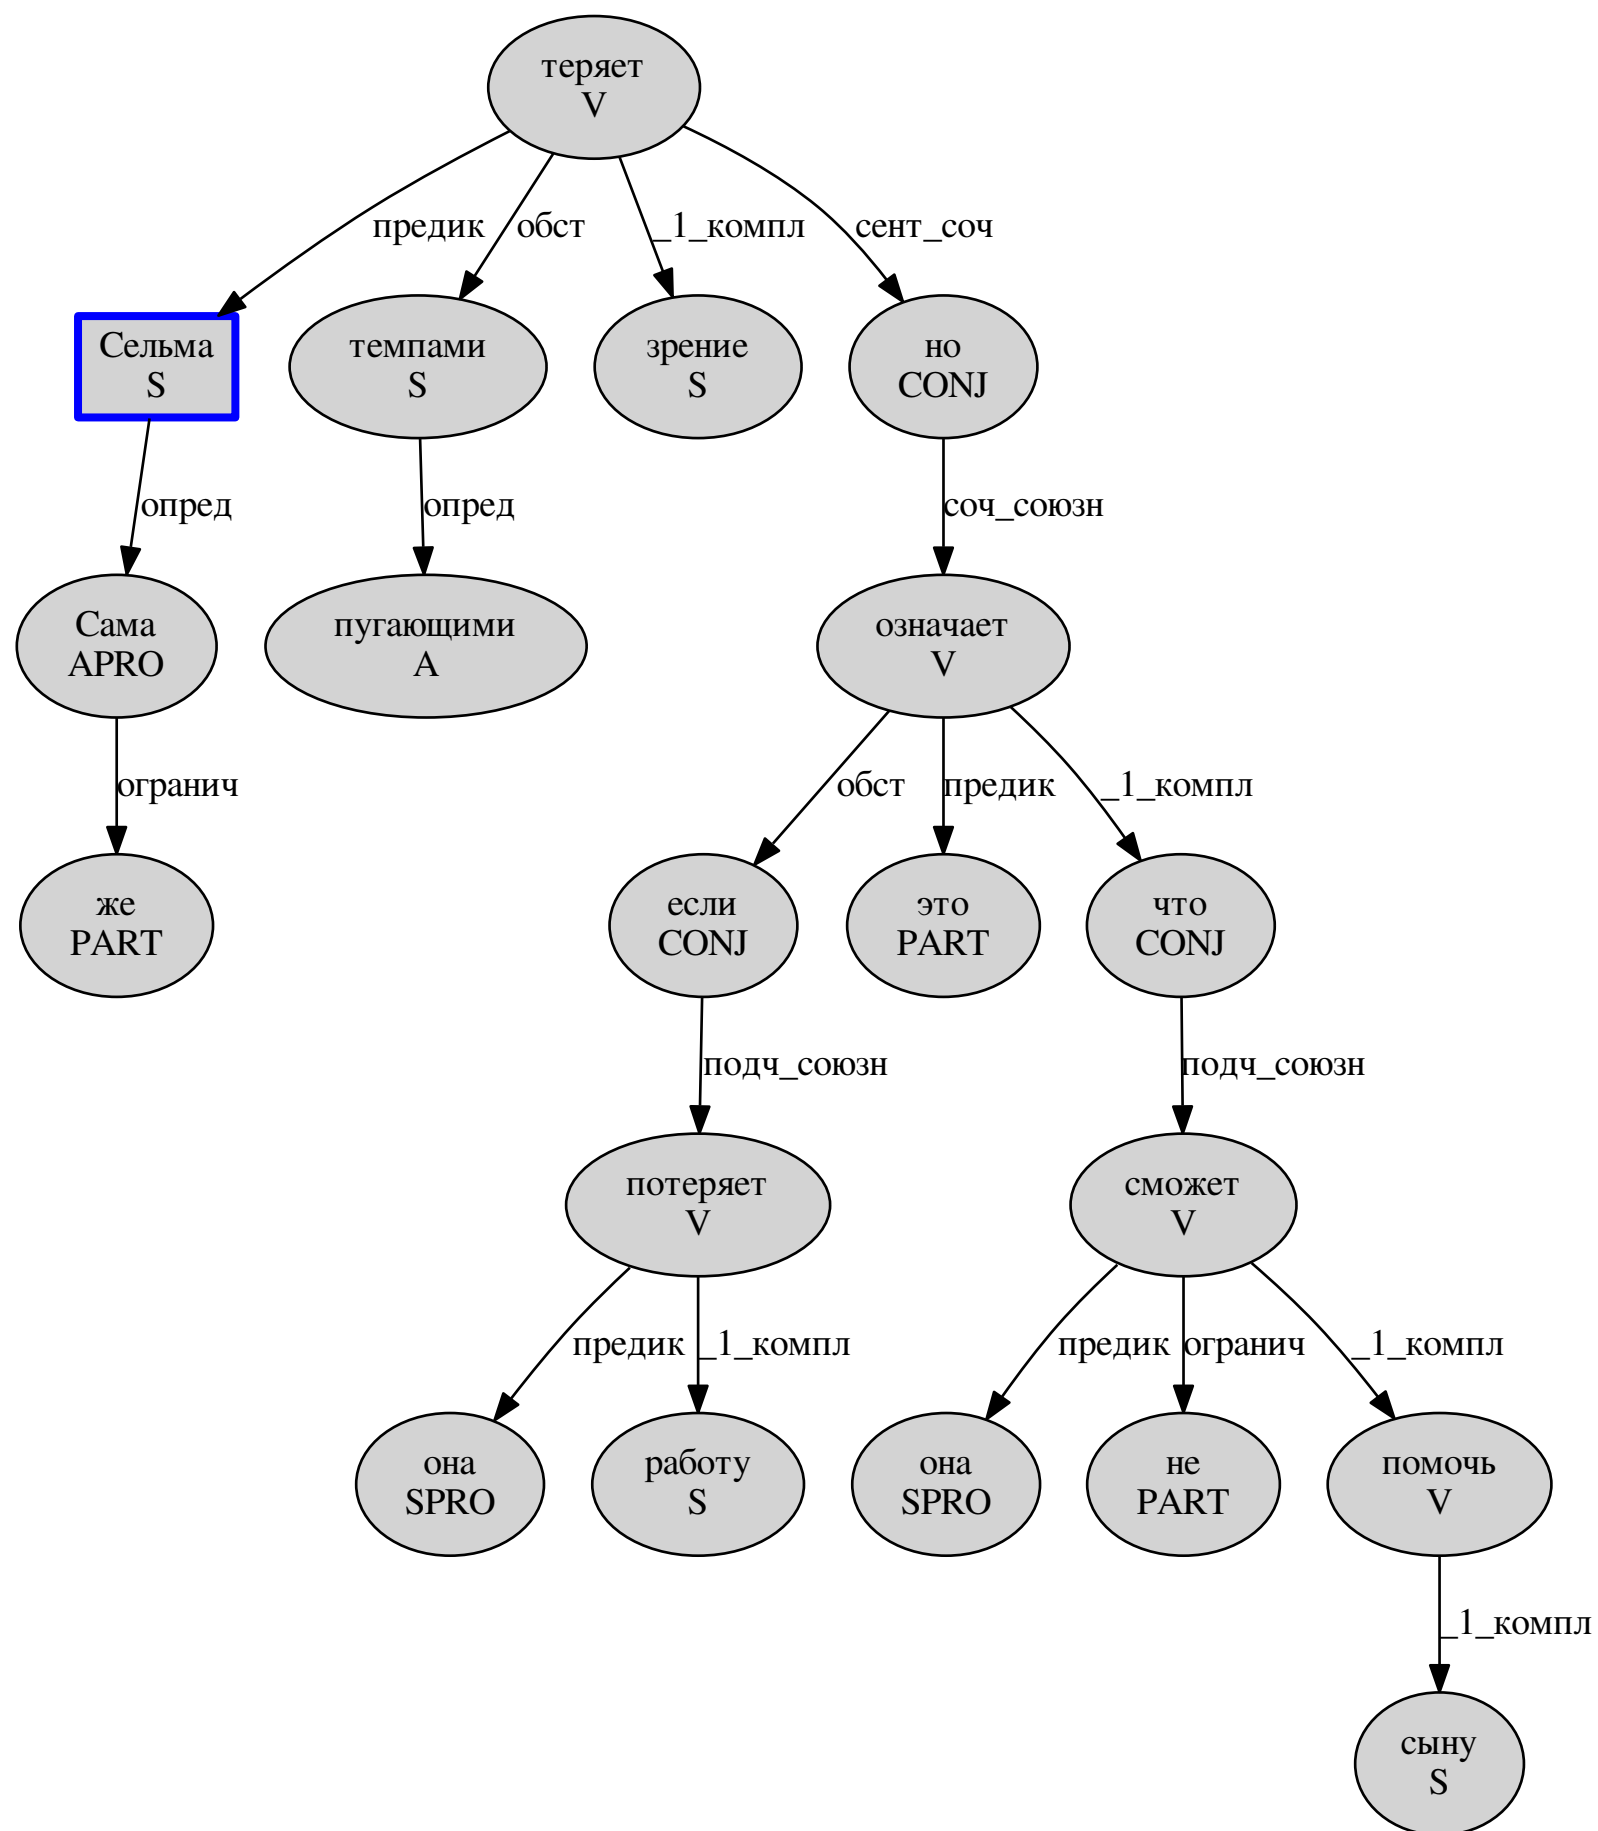 теряет
V
предик
обст
_1_компл
сент_соч
Сельма
S
темпами
S
зрение
S
но
CONJ
опред
опред
соч_союзн
Сама
APRO
пугающими
A
означает
V
огранич
обст
предик
_1_компл
же
PART
если
CONJ
это
PART
что
CONJ
подч_союзн
подч_союзн
потеряет
V
сможет
V
предик
_1_компл
предик
огранич
_1_компл
она
SPRO
работу
S
она
SPRO
не
PART
помочь
V
_1_компл
сыну
S